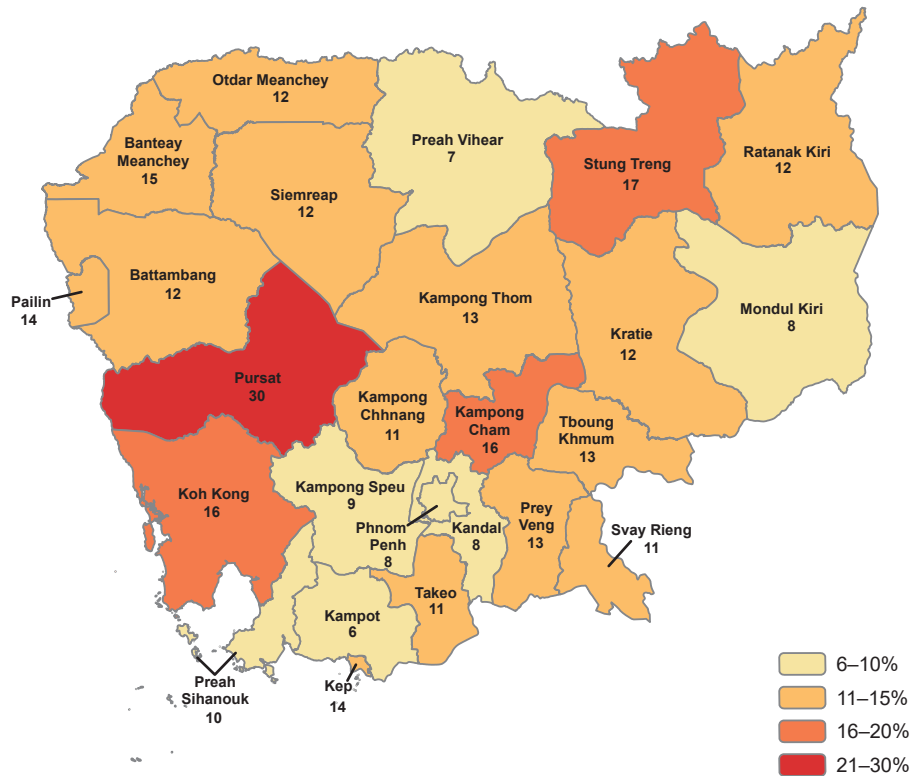 Otdar Meanchey
12
Banteay
Meanchey
15
Preah Vihear
7
Stung Treng
17
Ratanak Kiri
12
Siemreap
12
Battambang
12
Pailin
14
Kampong Thom
13
Mondul Kiri
8
Kratie
12
Pursat
30
Kampong
Chhnang
11
Kampong
Cham
16
Tboung
Khmum
13
Koh Kong
16
Kampong Speu
9
Phnom
Penh
8
Kandal
8
Prey
Veng
13
Svay Rieng
11
Takeo
11
Kampot
6
Preah
Sihanouk
10
Kep
14
6–10%
11–15%
16–20%
21–30%